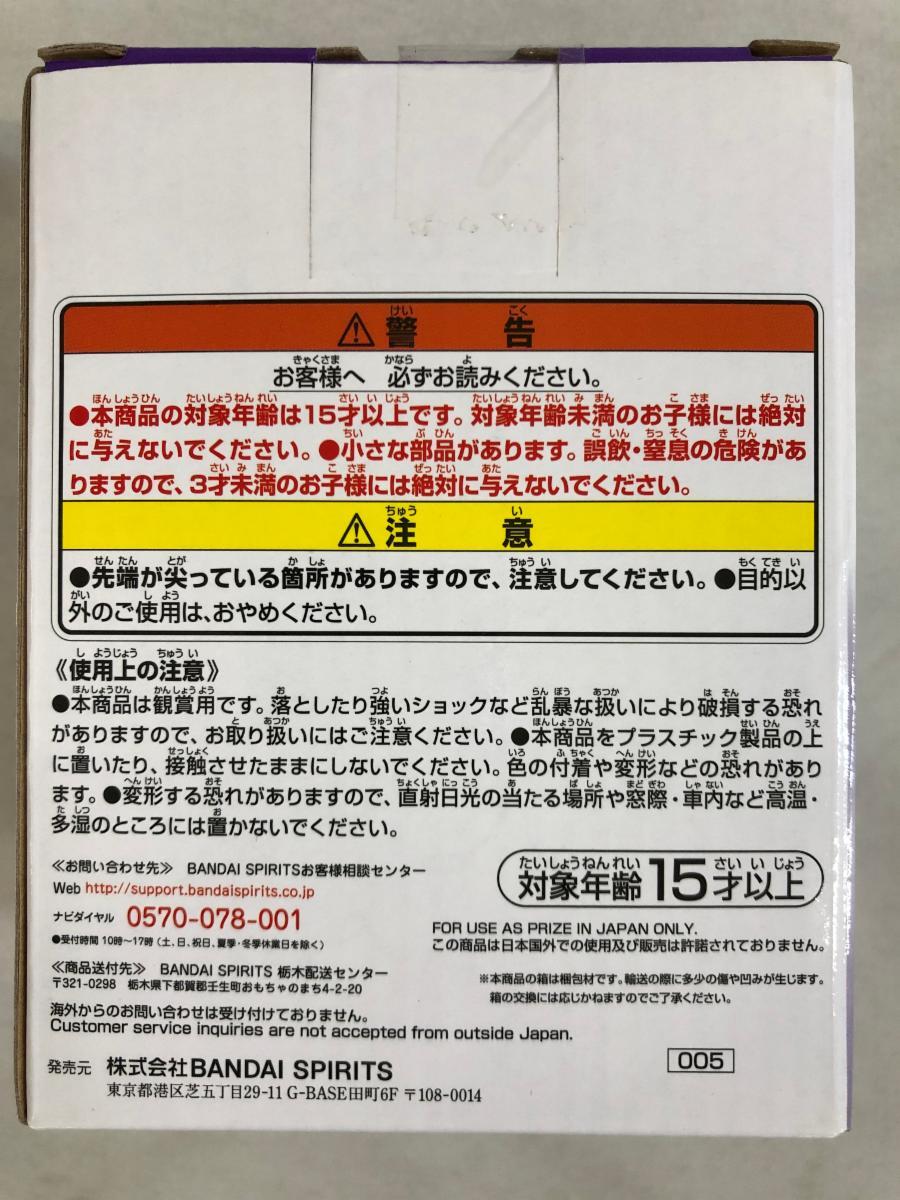 ⚠警告
お客様へ 必ずお読みください。
●本商品の対象年齢は15才以上です。対象年齢未満のお子様には絶対
に与えないでください。●小さな部品があります。誤飲・窒息の危険があ
りますので、3才未満のお子様には絶対に与えないでください。
⚠注意
●先端が尖っている箇所がありますので、注意してください。●目的以
外のご使用は、おやめください。
《使用上の注意》
●本商品は観賞用です。落としたり強いショックなど乱暴な扱いにより破損する恐れ
がありますので、お取り扱いにはご注意ください。●本商品をプラスチック製品の上
に置いたり、接触させたままにしないでください。色の付着や変形などの恐れがあり
ます。●変形する恐れがありますので、直射日光の当たる場所や窓際・車内など高温・
多湿のところには置かないでください。
≪お問い合わせ先≫ BANDAI SPIRITSお客様相談センター
Web http://support.bandaispirits.co.jp
ナビダイヤル 0570-078-001
●受付時間 10時〜17時(土、日、祝日、夏季・冬季休業日を除く)
≪商品送付先≫ BANDAI SPIRITS 栃木配送センター
〒321-0298 栃木県下都賀郡壬生町おもちゃのまち4-2-20
海外からのお問い合わせは受け付けておりません。
Customer service inquiries are not accepted from outside Japan.
対象年齢15才以上
FOR USE AS PRIZE IN JAPAN ONLY.
この商品は日本国外での使用及び販売は許諾されておりません。
※本商品の箱は梱包材です。輸送の際に多少の傷や凹みが生じます。
箱の交換には応じかねますのでご了承ください。
発売元 株式会社BANDAI SPIRITS
東京都港区芝五丁目29-11 G-BASE田町6F 〒108-0014
005